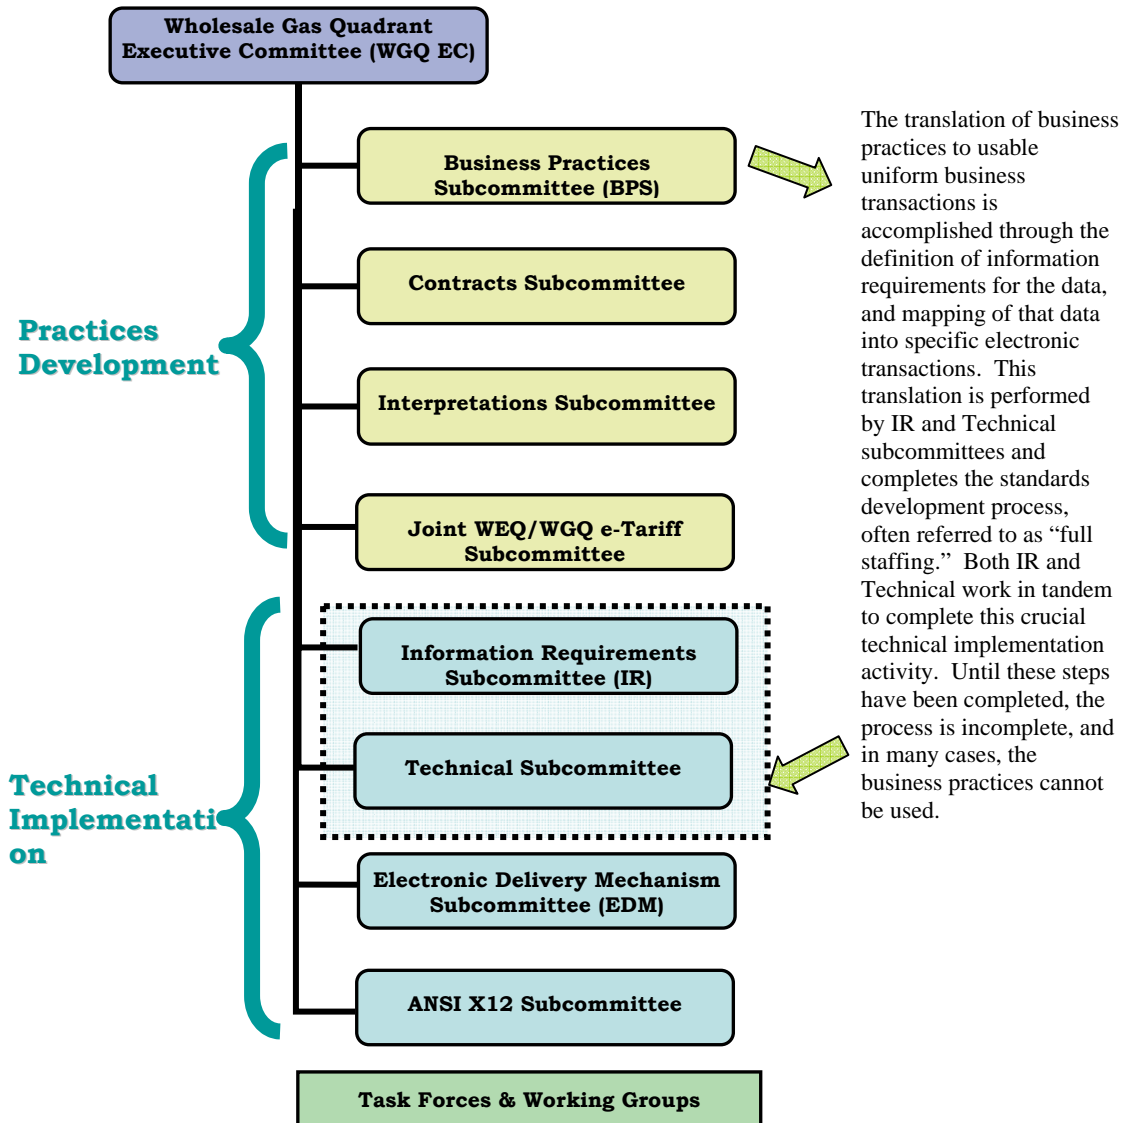 Wholesale Gas Quadrant
Executive Committee (WGQ EC)
Practices
Development
Business Practices
Subcommittee (BPS)
Contracts Subcommittee
Interpretations Subcommittee
Joint WEQ/WGQ e-Tariff
Subcommittee
Technical
Implementati
on
Information Requirements
Subcommittee (IR)
Technical Subcommittee
Electronic Delivery Mechanism
Subcommittee (EDM)
ANSI X12 Subcommittee
Task Forces & Working Groups
The translation of business
practices to usable
uniform business
transactions is
accomplished through the
definition of information
requirements for the data,
and mapping of that data
into specific electronic
transactions.  This
translation is performed
by IR and Technical
subcommittees and
completes the standards
development process,
often referred to as “full
staffing.”  Both IR and
Technical work in tandem
to complete this crucial
technical implementation
activity.  Until these steps
have been completed, the
process is incomplete, and
in many cases, the
business practices cannot
be used.